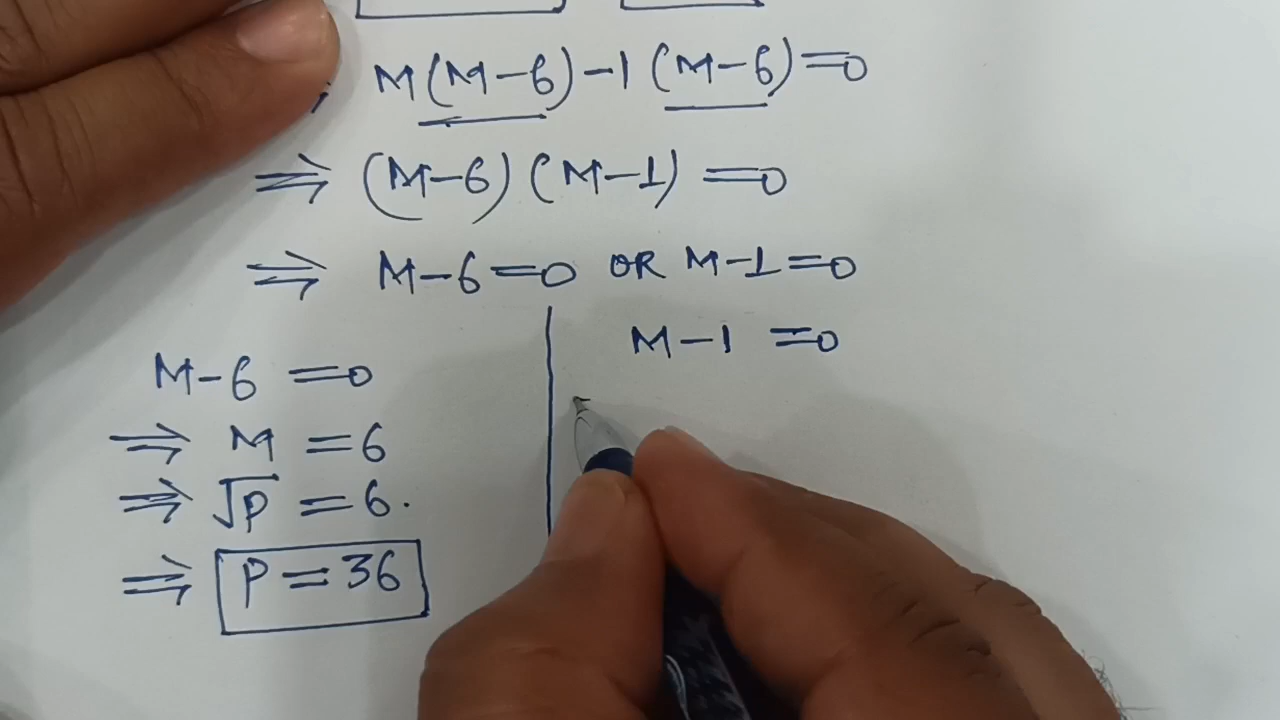 M(M-6)-1(M-6)=0
⇒ (M-6)(M-1)=0
⇒ M-6=0 OR M-1=0
M-6=0
⇒ M=6
⇒ √P=6.
⇒ P=36
M-1=0